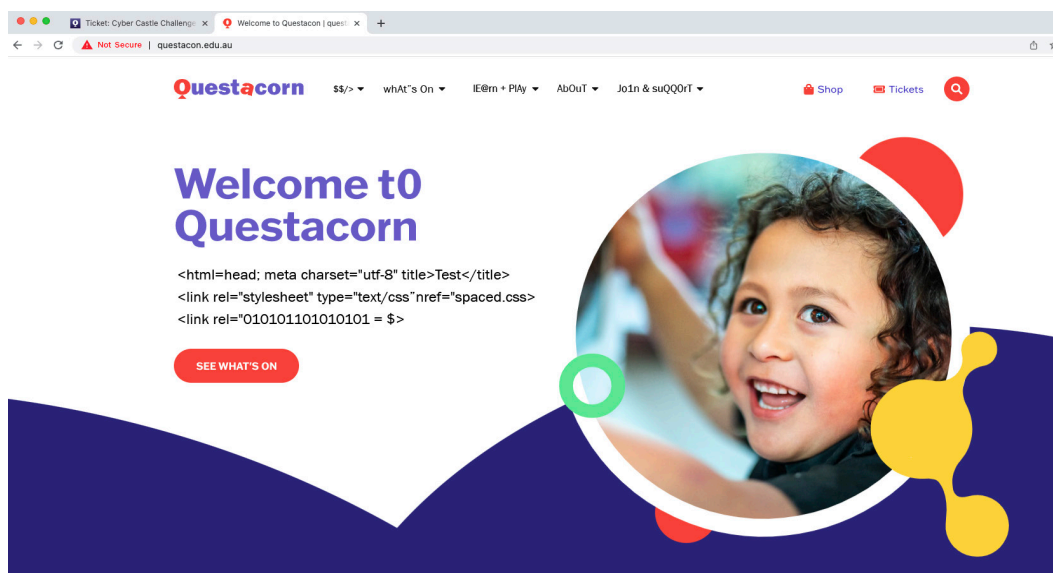 Ticket: Cyber Castle Challenge
Welcome to Questacon | quest
Not Secure | questacon.edu.au
Questacorn
$$/>
whAt"s On
lE@rn + PlAy
AbOuT
Jo1n & suQQ0rT
Shop
Tickets
Welcome t0
Questacorn
<html=head; meta charset="utf-8" title>Test</title>
<link rel="stylesheet" type="text/css"nref="spaced.css>
<link rel="010101101010101 = $>
SEE WHAT'S ON